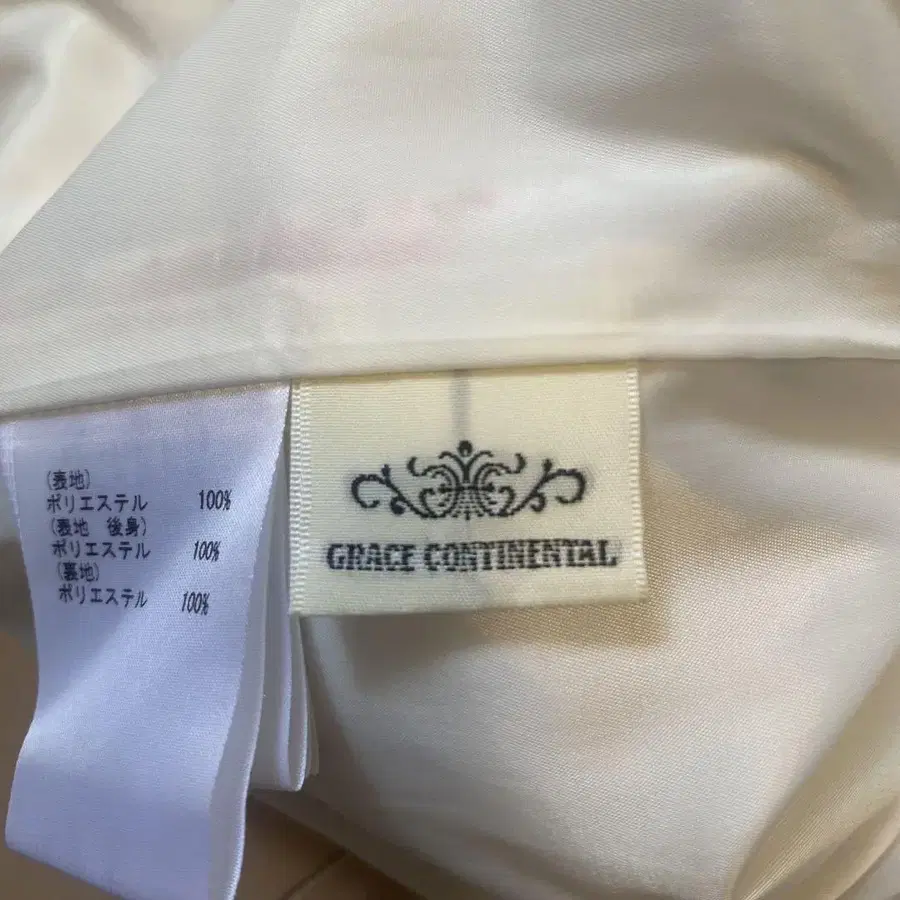 (表地)
ポリエステル 100%
(表地 後身)
ポリエステル 100%
(裏地)
ポリエステル 100%
GRACE CONTINENTAL